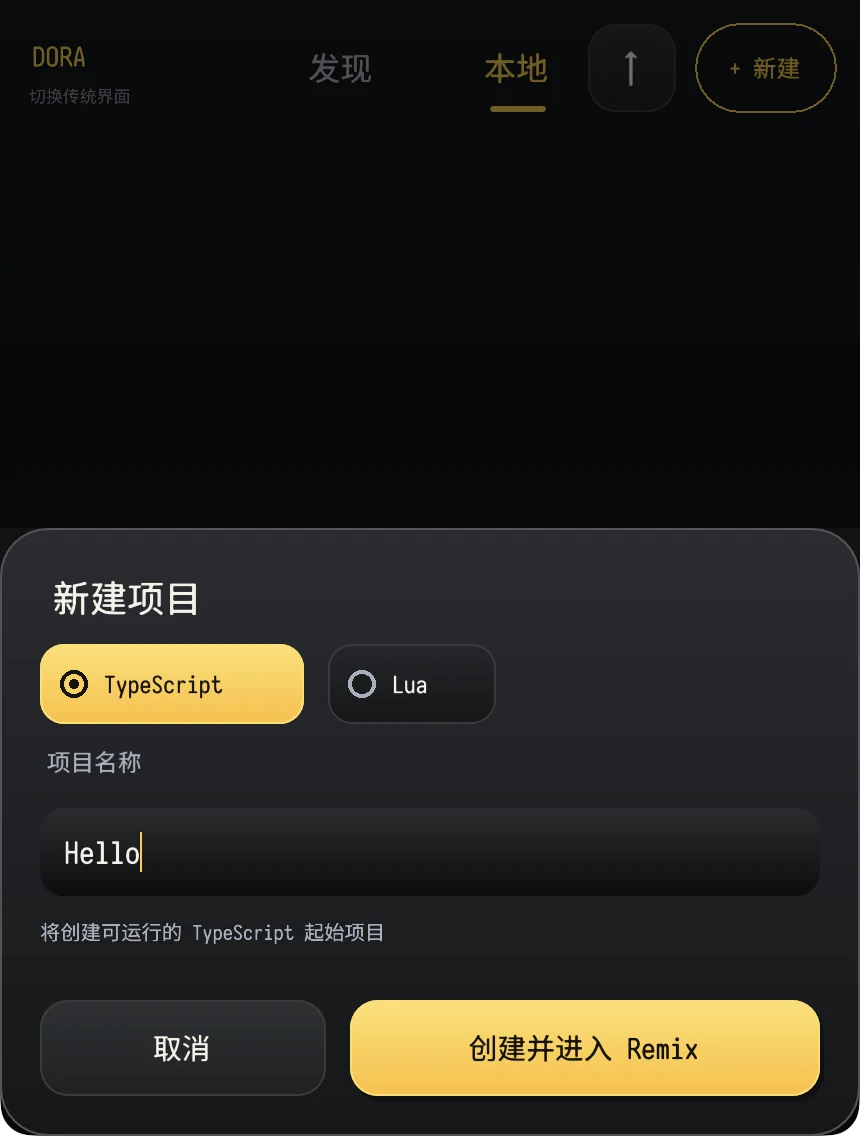 DORA
切换传统界面
发现
本地
↑
+ 新建
新建项目
TypeScript
Lua
项目名称
Hello
将创建可运行的 TypeScript 起始项目
取消
创建并进入 Remix